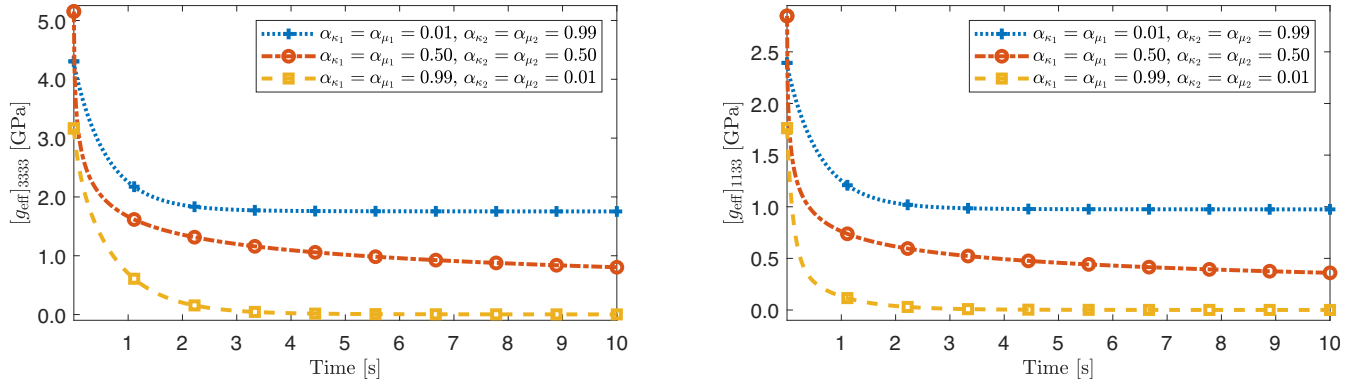 5.0
4.0
3.0
2.0
1.0
0.0
[g_eff]_3333 [GPa]
α_κ1 = α_μ1 = 0.01, α_κ2 = α_μ2 = 0.99
α_κ1 = α_μ1 = 0.50, α_κ2 = α_μ2 = 0.50
α_κ1 = α_μ1 = 0.99, α_κ2 = α_μ2 = 0.01
1 2 3 4 5 6 7 8 9 10
Time [s]
2.5
2.0
1.5
1.0
0.5
0.0
[g_eff]_1133 [GPa]
α_κ1 = α_μ1 = 0.01, α_κ2 = α_μ2 = 0.99
α_κ1 = α_μ1 = 0.50, α_κ2 = α_μ2 = 0.50
α_κ1 = α_μ1 = 0.99, α_κ2 = α_μ2 = 0.01
1 2 3 4 5 6 7 8 9 10
Time [s]